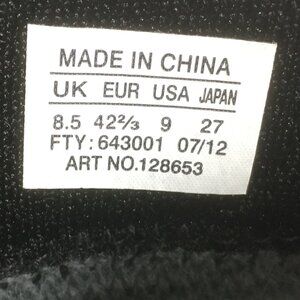 MADE IN CHINA
UK EUR USA JAPAN
8.5 42⅔ 9 27
FTY: 643001 07/12
ART NO.128653